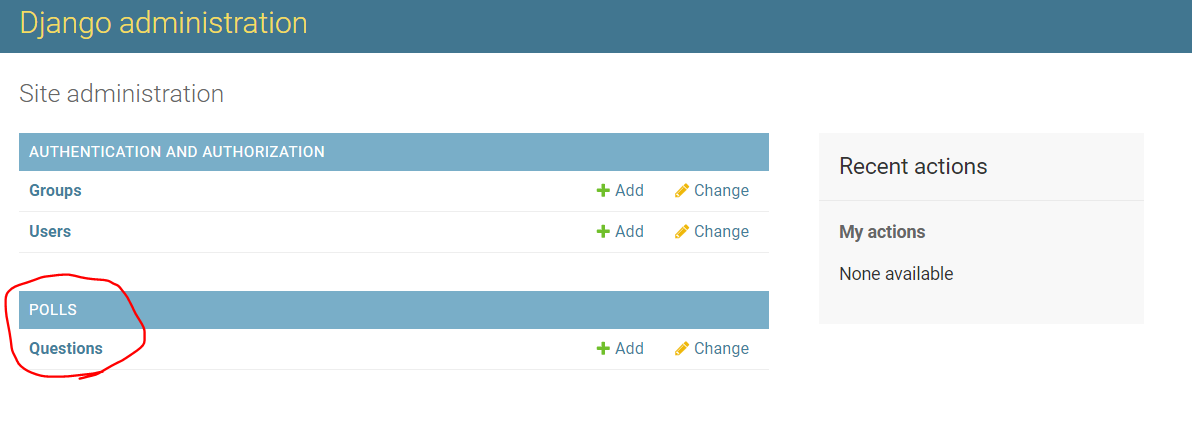 Django administration
Site administration
AUTHENTICATION AND AUTHORIZATION
Groups Add Change
Users Add Change
POLLS
Questions Add Change
Recent actions
My actions
None available